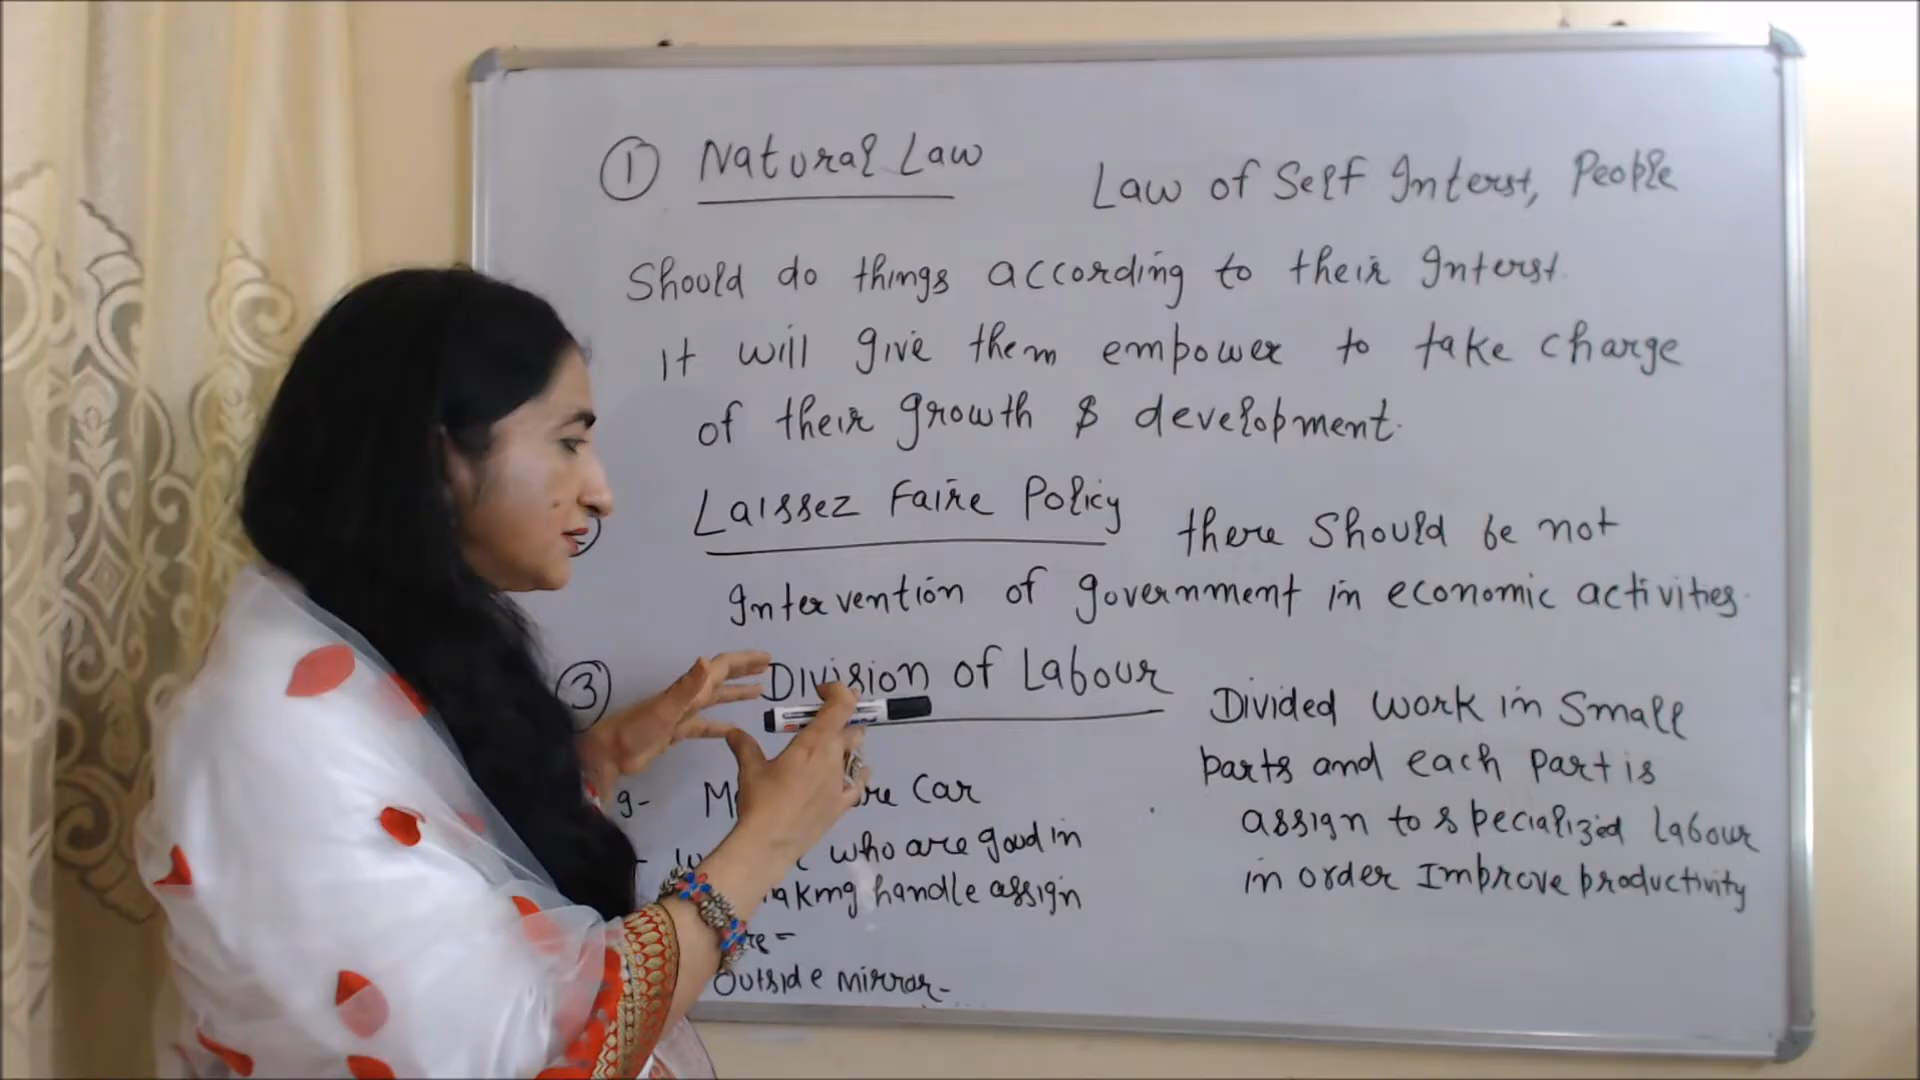 ① Natural Law
Law of Self Interst, People
Should do things according to their Interst
it will give them empower to take charge
of their growth & development.
Laissez Faire Policy
there should be not
Intervention of government in economic activities.
③ Division of Labour
Divided work in small
parts and each part is
assign to specialized labour
in order Improve productivity
g- Car
who are good in
handle assign
outside mirror-